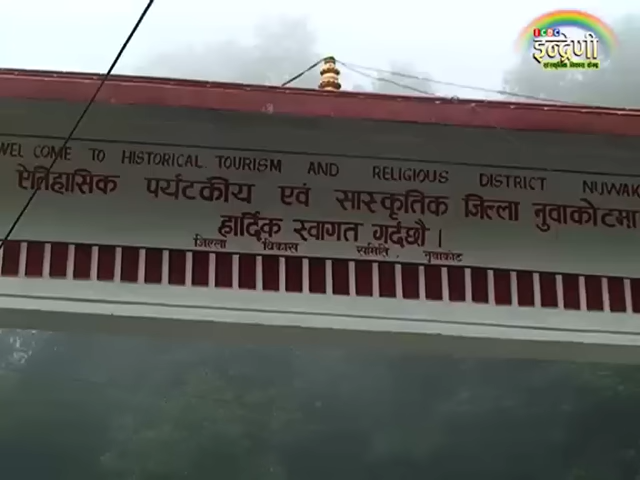 ICDC
इन्द्रेणी
WEL COME TO HISTORICAL TOURISM AND RELIGIOUS DISTRICT NUWAK
ऐतिहासिक पर्यटकीय एवं सांस्कृतिक जिल्ला नुवाकोटमा
हार्दिक स्वागत गर्दछौं ।
जिल्ला विकास समिति, नुवाकोट